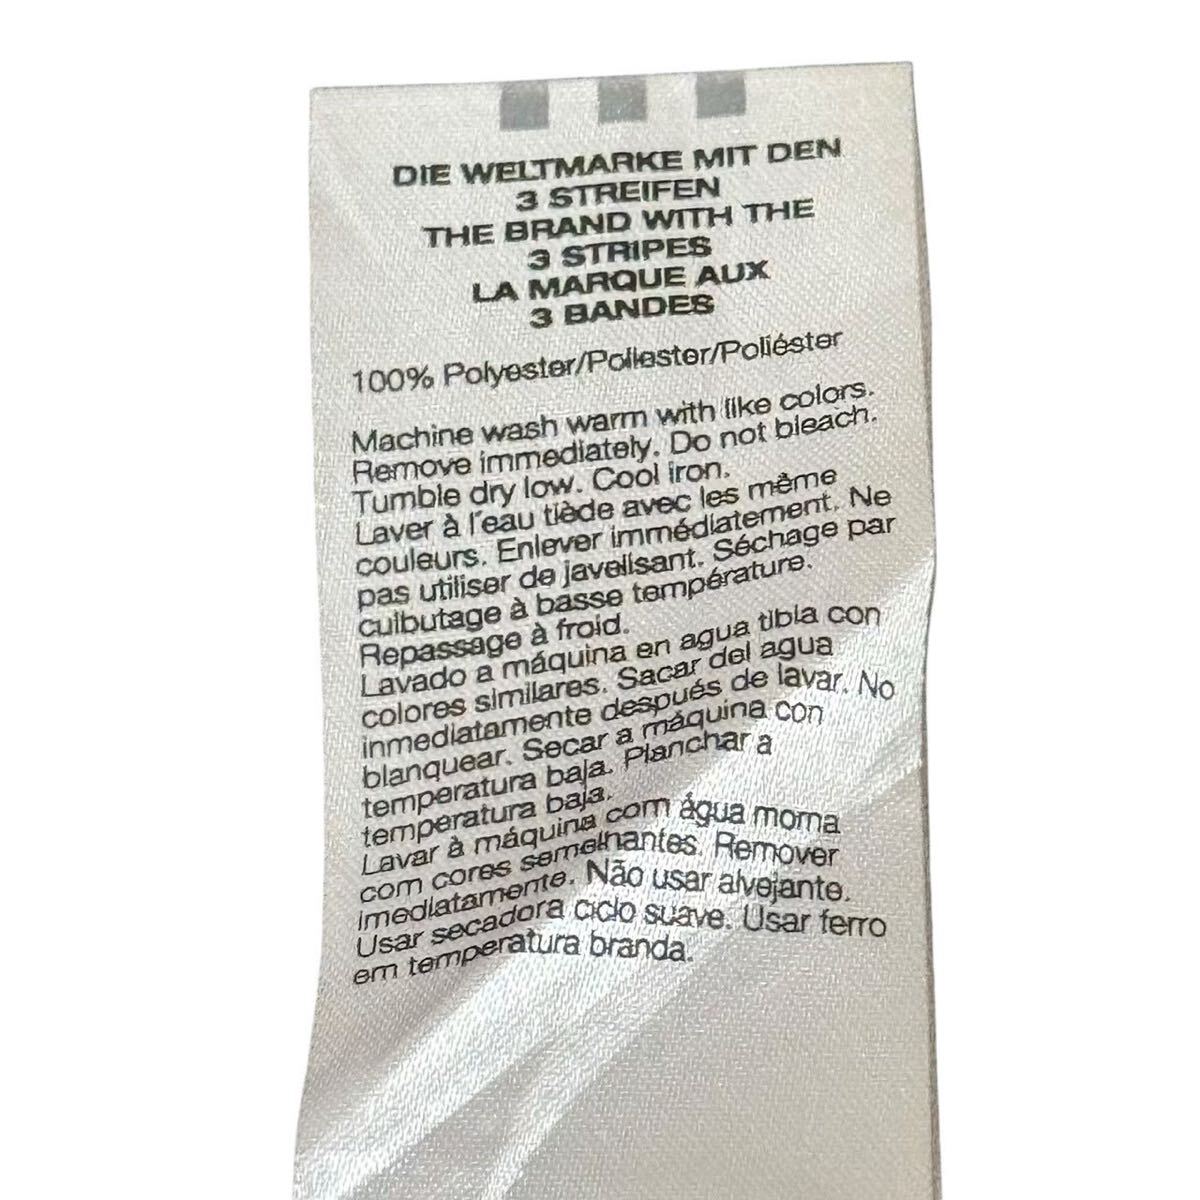 DIE WELTMARKE MIT DEN
3 STREIFEN
THE BRAND WITH THE
3 STRIPES
LA MARQUE AUX
3 BANDES
100% Polyester/Poliester/Poliéster
Machine wash warm with like colors.
Remove immediately. Do not bleach.
Tumble dry low. Cool iron.
Laver à l'eau tiède avec les même
couleurs. Enlever immédiatement. Ne
pas utiliser de javelisant. Séchage par
culbutage à basse température.
Repassage à froid.
Lavado a máquina en agua tibia con
colores similares. Sacar del agua
inmediatamente después de lavar. No
blanquear. Secar a máquina con
temperatura baja. Planchar a
temperatura baja.
Lavar à máquina com água morna
com cores semelhantes. Remover
imediatamente. Não usar alvejante.
Usar secadora ciclo suave. Usar ferro
em temperatura branda.